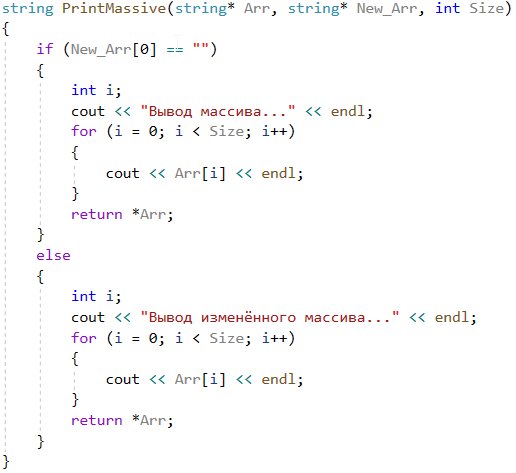 string PrintMassive(string* Arr, string* New_Arr, int Size)
{
    if (New_Arr[0] == "")
    {
        int i;
        cout << "Вывод массива..." << endl;
        for (i = 0; i < Size; i++)
        {
            cout << Arr[i] << endl;
        }
        return *Arr;
    }
    else
    {
        int i;
        cout << "Вывод изменённого массива..." << endl;
        for (i = 0; i < Size; i++)
        {
            cout << Arr[i] << endl;
        }
        return *Arr;
    }
}